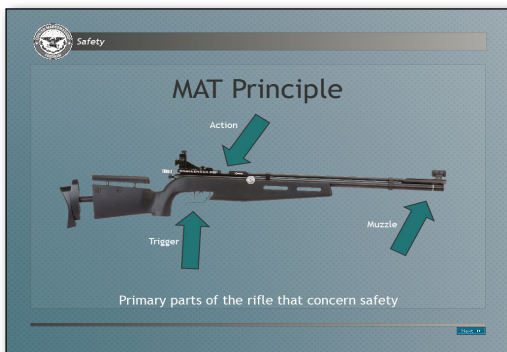 Safety
MAT Principle
Action
Muzzle
Trigger
Primary parts of the rifle that concern safety
Next